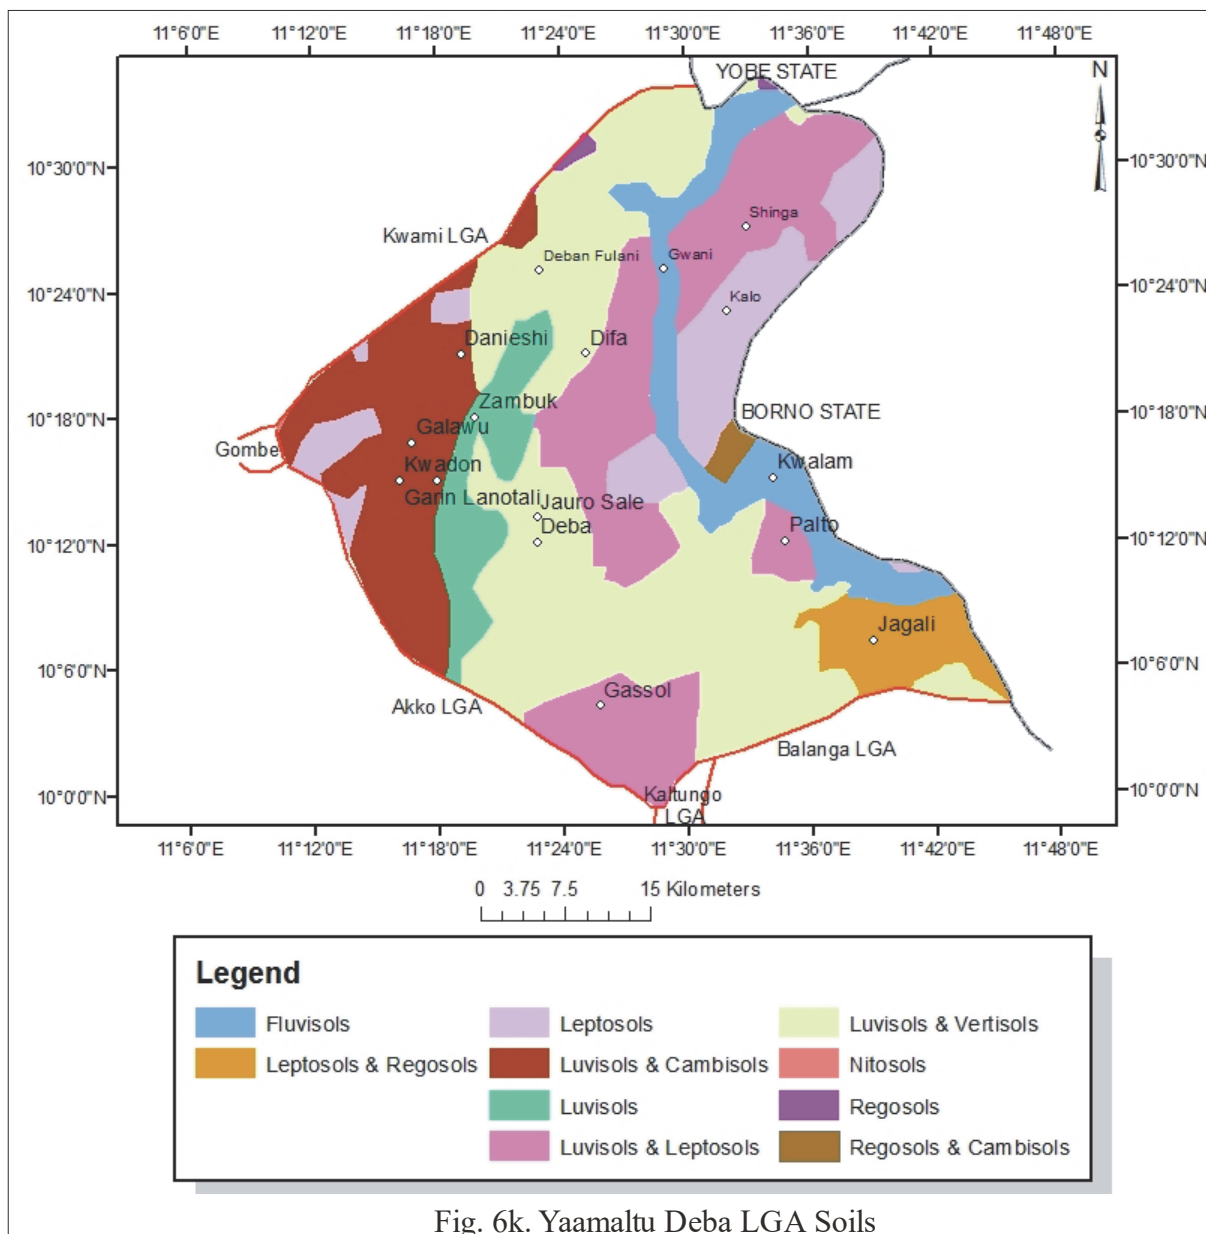 11°6'0"E 11°12'0"E 11°18'0"E 11°24'0"E 11°30'0"E 11°36'0"E 11°42'0"E 11°48'0"E
YOBE STATE
N
10°30'0"N 10°30'0"N
Shinga
Kwami LGA
Deban Fulani Gwani
10°24'0"N 10°24'0"N
Kalo
Danieshi Difa
Zambuk
10°18'0"N BORNO STATE 10°18'0"N
Galawu
Gombe
Kwadon Kwalam
Garin Lanotali Jauro Sale
Deba Palto
10°12'0"N 10°12'0"N
Jagali
10°6'0"N 10°6'0"N
Gassol
Akko LGA
Balanga LGA
10°0'0"N Kaltungo 10°0'0"N
LGA
11°6'0"E 11°12'0"E 11°18'0"E 11°24'0"E 11°30'0"E 11°36'0"E 11°42'0"E 11°48'0"E
0 3.75 7.5 15 Kilometers
Legend
Fluvisols Leptosols Luvisols & Vertisols
Leptosols & Regosols Luvisols & Cambisols Nitosols
Luvisols Regosols
Luvisols & Leptosols Regosols & Cambisols
Fig. 6k. Yaamaltu Deba LGA Soils